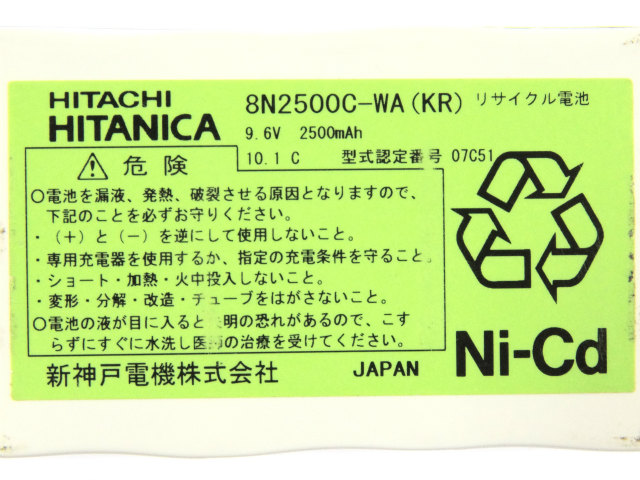 HITACHI 8N2500C-WA(KR) リサイクル電池
HITANICA 9.6V 2500mAh
10.1 C 型式認定番号 07C51
⚠ 危険
○電池を漏液、発熱、破裂させる原因となりますので、
下記のことを必ずお守りください。
・(+)と(−)を逆にして使用しないこと。
・専用充電器を使用するか、指定の充電条件を守ること。
・ショート・加熱・火中投入しないこと。
・変形・分解・改造・チューブをはがさないこと。
○電池の液が目に入ると 明の恐れがあるので、こす
らずにすぐに水洗し医師の治療を受けてください。
Ni-Cd
新神戸電機株式会社 JAPAN